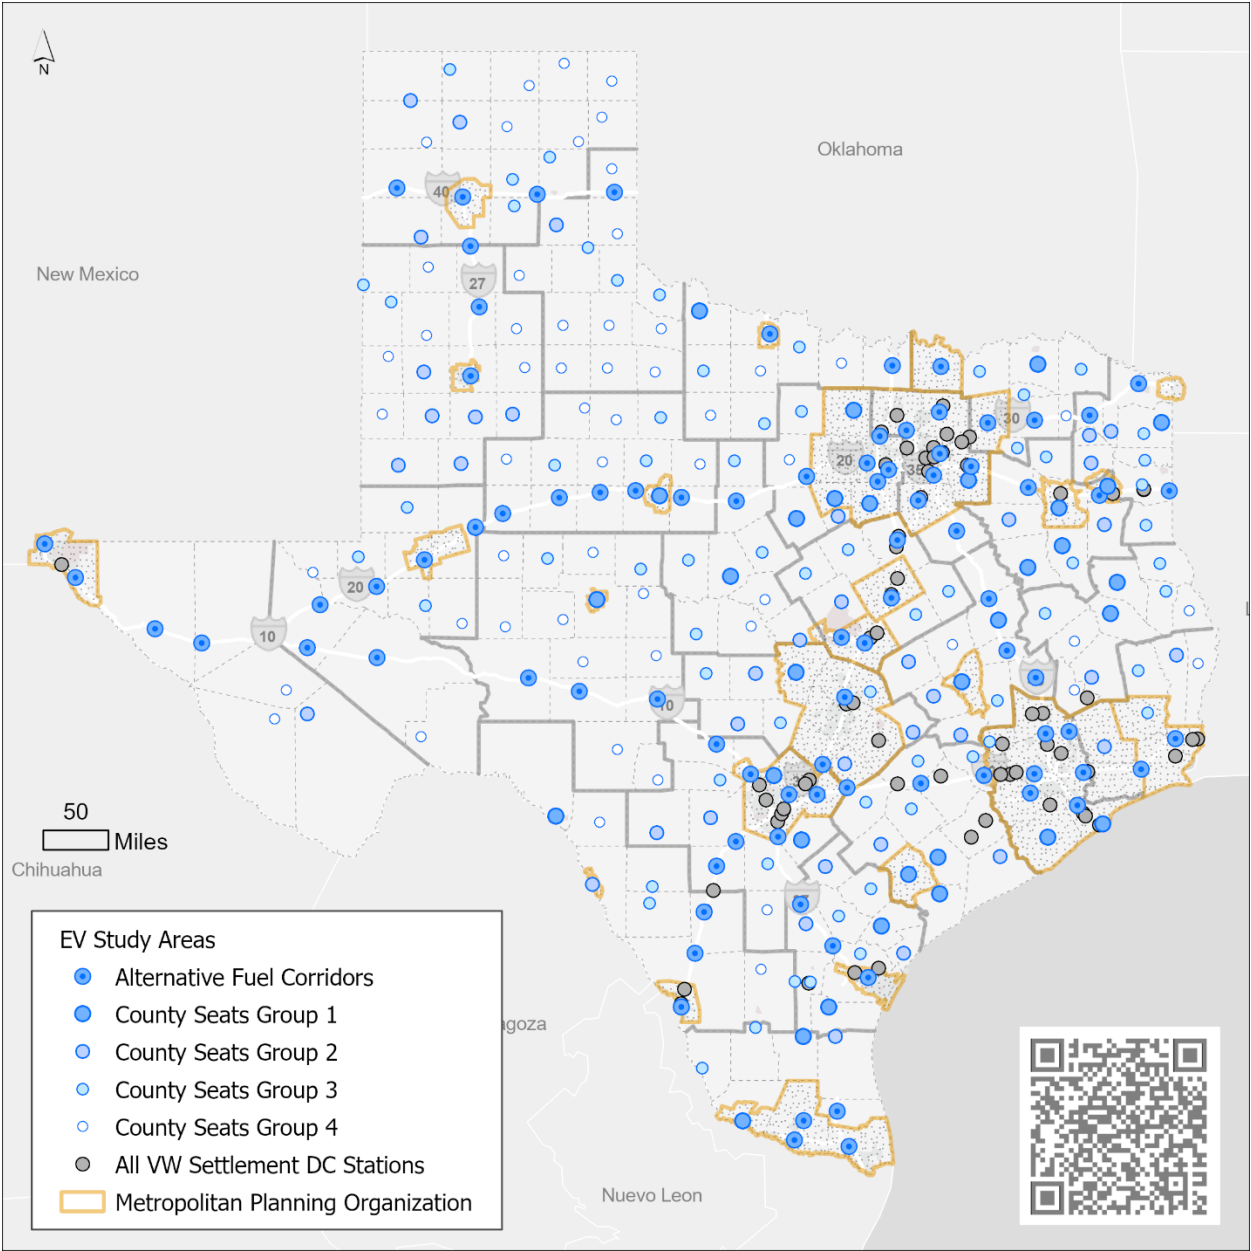 N
Oklahoma
40
New Mexico
27
30
20
35
20
10
10
50
Miles
Chihuahua
EV Study Areas
Alternative Fuel Corridors
County Seats Group 1
County Seats Group 2
County Seats Group 3
County Seats Group 4
All VW Settlement DC Stations
Metropolitan Planning Organization
agoza
Nuevo Leon
L